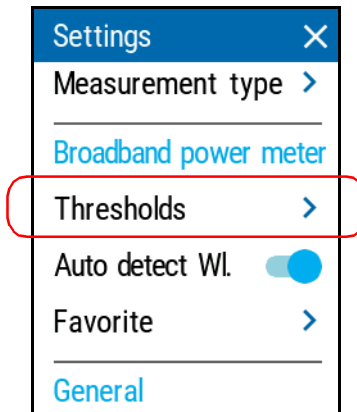 Settings
Measurement type
Broadband power meter
Thresholds
Auto detect Wl.
Favorite
General